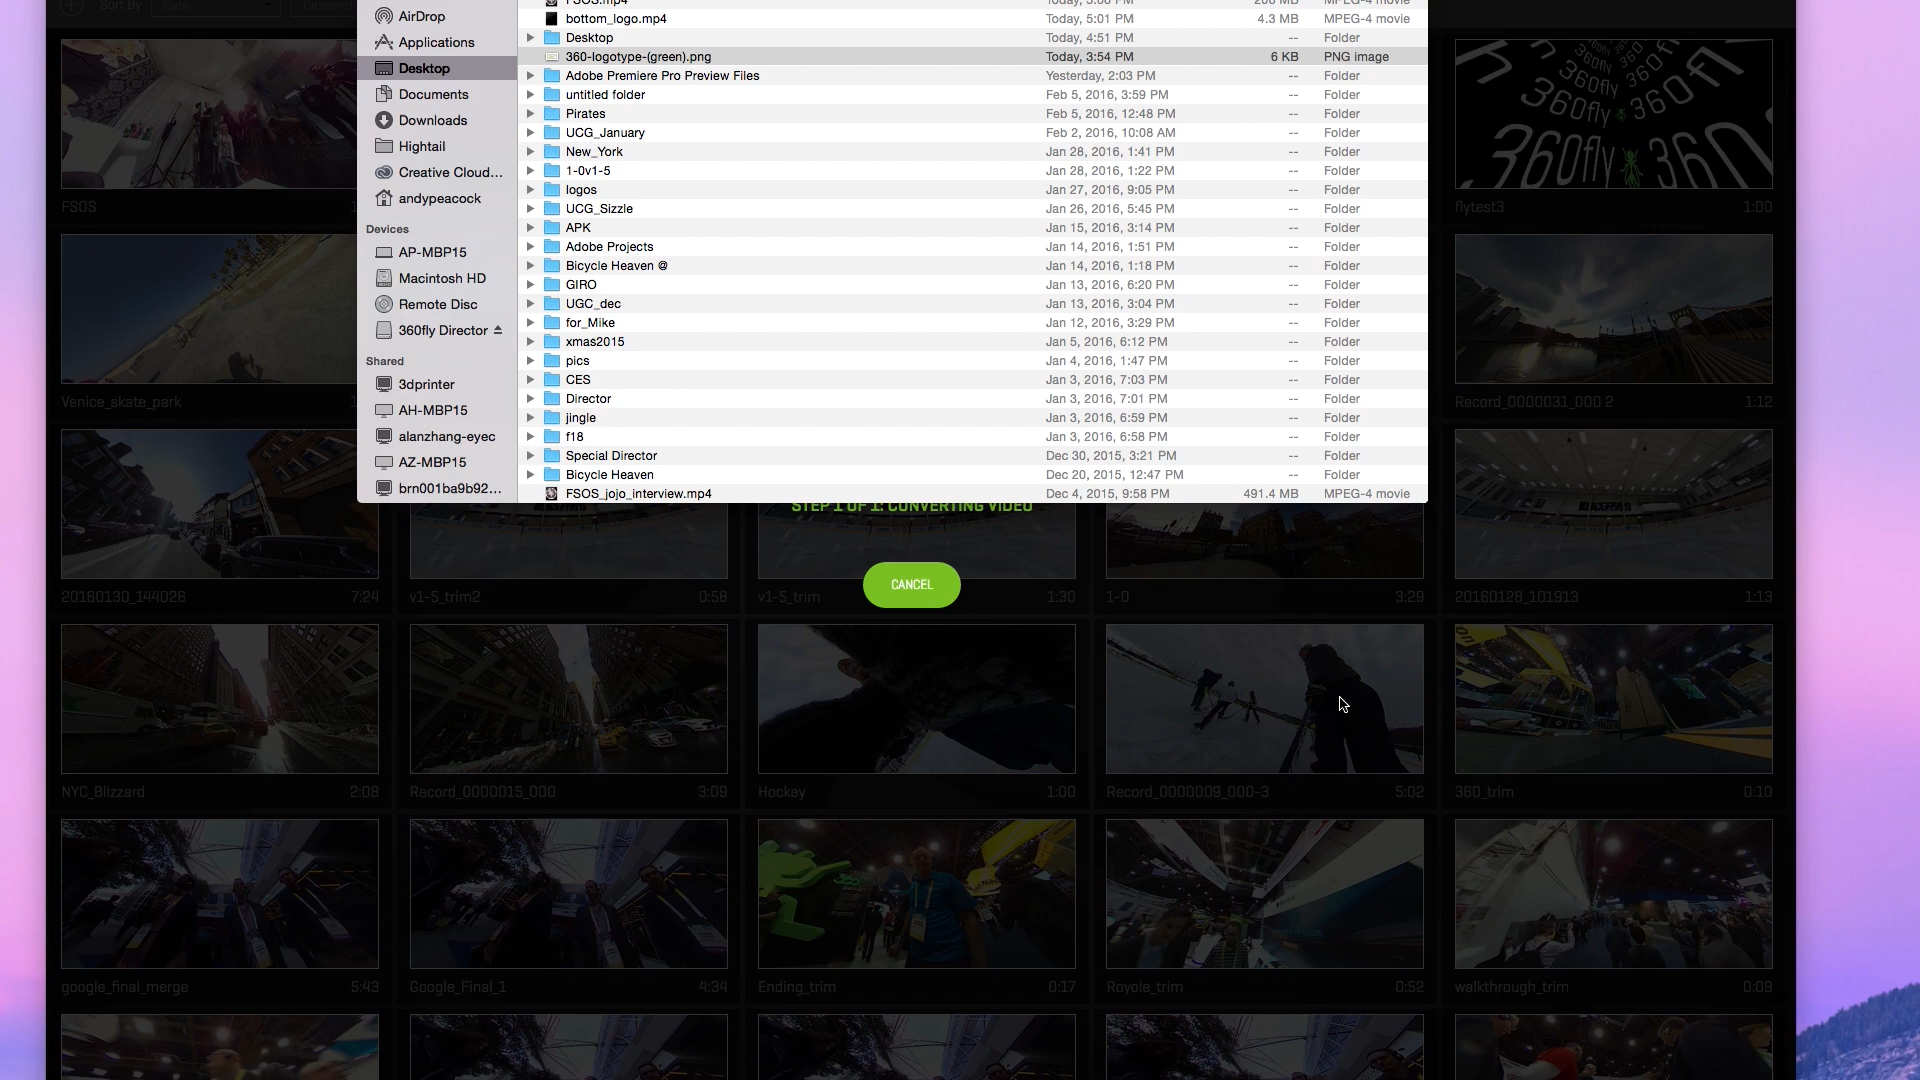 Sort By Date
AirDrop
Applications
Desktop
Documents
Downloads
Hightail
Creative Cloud...
andypeacock
Devices
AP-MBP15
Macintosh HD
Remote Disc
360fly Director
Shared
3dprinter
AH-MBP15
alanzhang-eyec
AZ-MBP15
brn001ba9b92...
FSOS.mp4 MPEG-4 movie
bottom_logo.mp4 Today, 5:01 PM 4.3 MB MPEG-4 movie
Desktop Today, 4:51 PM -- Folder
360-logotype-(green).png Today, 3:54 PM 6 KB PNG image
Adobe Premiere Pro Preview Files Yesterday, 2:03 PM -- Folder
untitled folder Feb 5, 2016, 3:59 PM -- Folder
Pirates Feb 5, 2016, 12:48 PM -- Folder
UCG_January Feb 2, 2016, 10:08 AM -- Folder
New_York Jan 28, 2016, 1:41 PM -- Folder
1-0v1-5 Jan 28, 2016, 1:22 PM -- Folder
logos Jan 27, 2016, 9:05 PM -- Folder
UCG_Sizzle Jan 26, 2016, 5:45 PM -- Folder
APK Jan 15, 2016, 3:14 PM -- Folder
Adobe Projects Jan 14, 2016, 1:51 PM -- Folder
Bicycle Heaven @ Jan 14, 2016, 1:18 PM -- Folder
GIRO Jan 13, 2016, 6:20 PM -- Folder
UGC_dec Jan 13, 2016, 3:04 PM -- Folder
for_Mike Jan 12, 2016, 3:29 PM -- Folder
xmas2015 Jan 5, 2016, 6:12 PM -- Folder
pics Jan 4, 2016, 1:47 PM -- Folder
CES Jan 3, 2016, 7:03 PM -- Folder
Director Jan 3, 2016, 7:01 PM -- Folder
jingle Jan 3, 2016, 6:59 PM -- Folder
f18 Jan 3, 2016, 6:58 PM -- Folder
Special Director Dec 30, 2015, 3:21 PM -- Folder
Bicycle Heaven Dec 20, 2015, 12:47 PM -- Folder
FSOS_jojo_interview.mp4 Dec 4, 2015, 9:58 PM 491.4 MB MPEG-4 movie
360fly 360
FSOS
flytest3 1:00
Venice_skate_park
Record_0000031_000 2 1:12
STEP 1 OF 1: CONVERTING VIDEO
CANCEL
20160130_144026 7:24
v1-5_trim2 0:58
v1-5_trim 1:30
1-0 3:29
20160128_101913 1:13
NYC_Blizzard 2:08
Record_0000015_000 3:09
Hockey 1:00
Record_0000009_000-3 5:02
360_trim 0:10
google_final_merge 5:43
Google_Final_1 4:34
Ending_trim 0:17
Royole_trim 0:52
walkthrough_trim 0:09